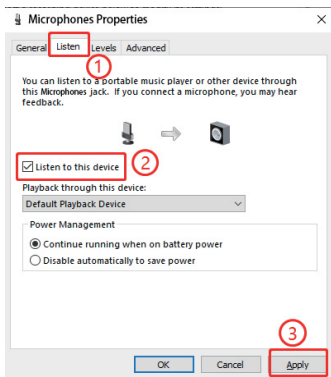 Microphones Properties
General Listen Levels Advanced
1
You can listen to a portable music player or other device through
this Microphones jack. If you connect a microphone, you may hear
feedback.
Listen to this device
2
Playback through this device:
Default Playback Device
Power Management
Continue running when on battery power
Disable automatically to save power
3
OK Cancel Apply